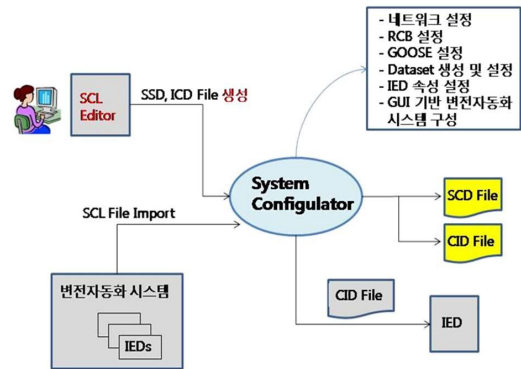 - 네트워크 설정
- RCB 설정
- GOOSE 설정
- Dataset 생성 및 설정
- IED 속성 설정
- GUI 기반 변전자동화
시스템 구성
SCL
Editor
SSD, ICD File 생성
System
Configulator
SCL File Import
SCD File
CID File
변전자동화 시스템
IEDs
CID File
IED